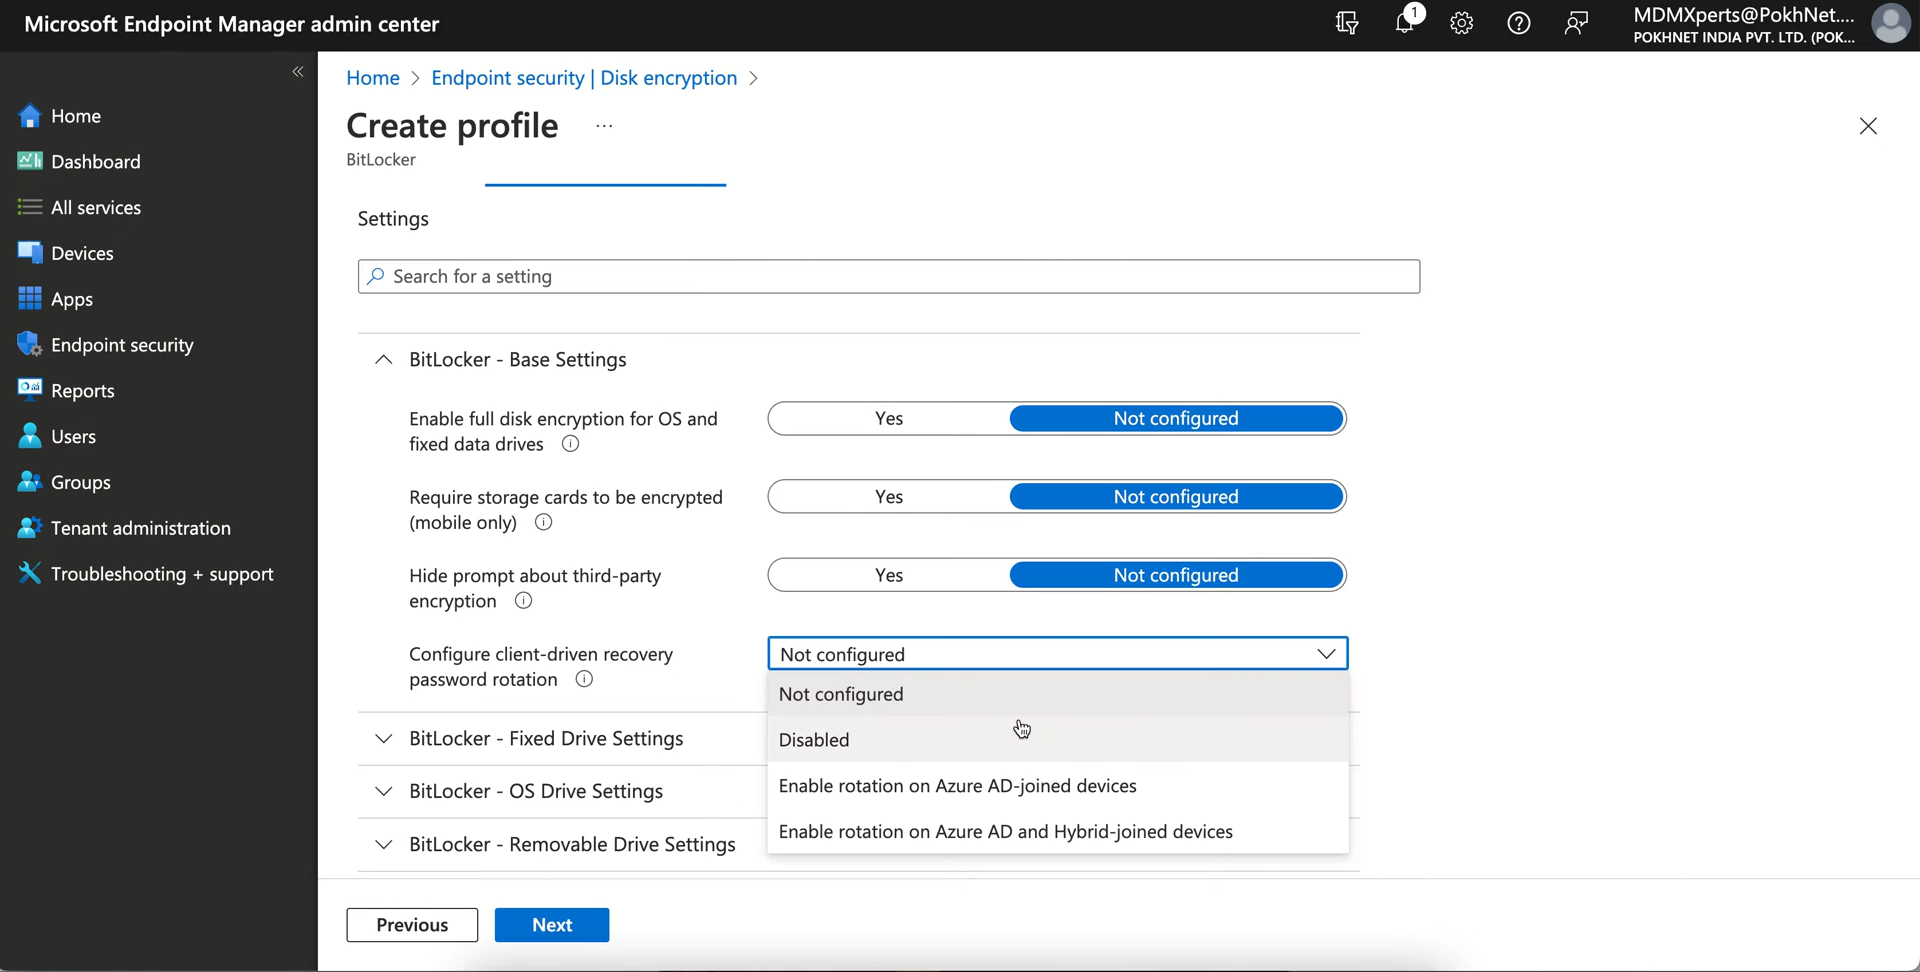 Microsoft Endpoint Manager admin center
1
MDMXperts@PokhNet....
POKHNET INDIA PVT. LTD. (POK...
Home
Dashboard
All services
Devices
Apps
Endpoint security
Reports
Users
Groups
Tenant administration
Troubleshooting + support
Home > Endpoint security | Disk encryption >
Create profile ...
BitLocker
Settings
Search for a setting
BitLocker - Base Settings
Enable full disk encryption for OS and
fixed data drives
Yes Not configured
Require storage cards to be encrypted
(mobile only)
Yes Not configured
Hide prompt about third-party
encryption
Yes Not configured
Configure client-driven recovery
password rotation
Not configured
Not configured
Disabled
Enable rotation on Azure AD-joined devices
Enable rotation on Azure AD and Hybrid-joined devices
BitLocker - Fixed Drive Settings
BitLocker - OS Drive Settings
BitLocker - Removable Drive Settings
Previous Next